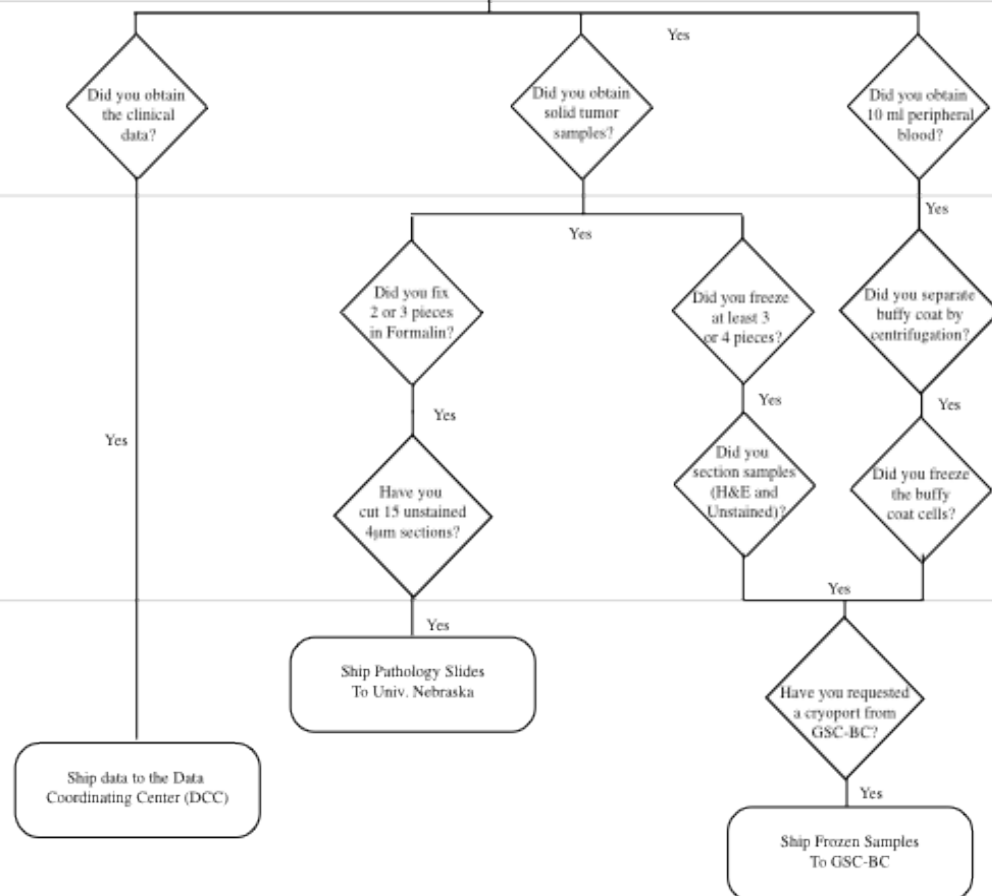 Yes
Did you obtain
the clinical
data?
Did you obtain
solid tumor
samples?
Did you obtain
10 ml peripheral
blood?
Yes
Yes
Did you fix
2 or 3 pieces
in Formalin?
Did you freeze
at least 3
or 4 pieces?
Did you separate
buffy coat by
centrifugation?
Yes
Yes
Yes
Yes
Have you
cut 15 unstained
4μm sections?
Did you
section samples
(H&E and
Unstained)?
Did you freeze
the buffy
coat cells?
Yes
Yes
Ship Pathology Slides
To Univ. Nebraska
Have you requested
a cryoport from
GSC-BC?
Ship data to the Data
Coordinating Center (DCC)
Yes
Ship Frozen Samples
To GSC-BC